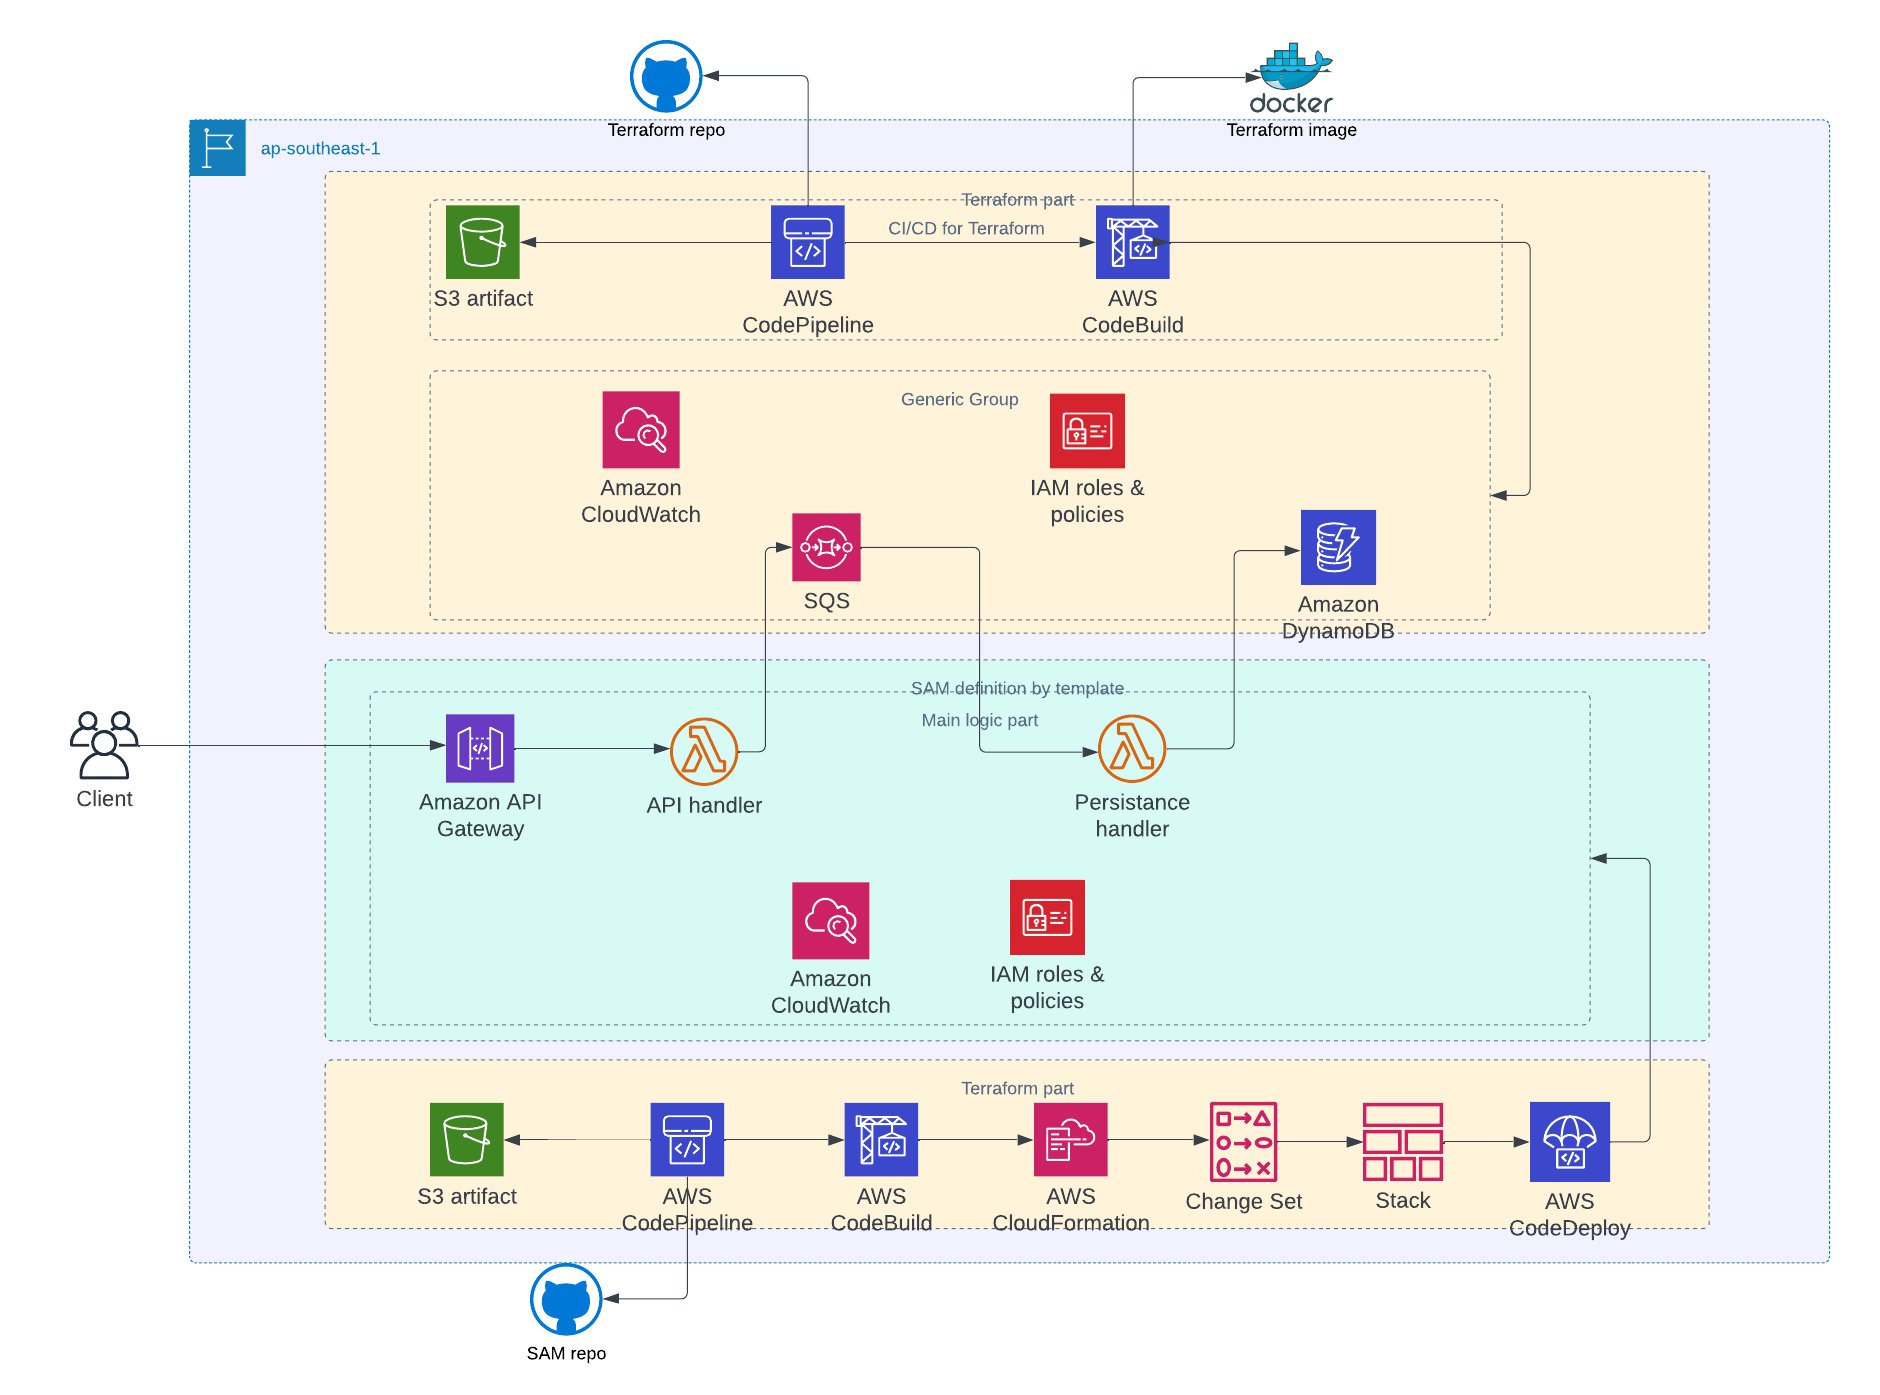 docker
Terraform repo
Terraform image
ap-southeast-1
Terraform part
CI/CD for Terraform
S3 artifact
AWS
CodePipeline
AWS
CodeBuild
Generic Group
Amazon
CloudWatch
IAM roles &
policies
SQS
Amazon
DynamoDB
SAM definition by template
Main logic part
Client
Amazon API
Gateway
API handler
Persistance
handler
Amazon
CloudWatch
IAM roles &
policies
Terraform part
S3 artifact
AWS
CodePipeline
AWS
CodeBuild
AWS
CloudFormation
Change Set
Stack
AWS
CodeDeploy
SAM repo